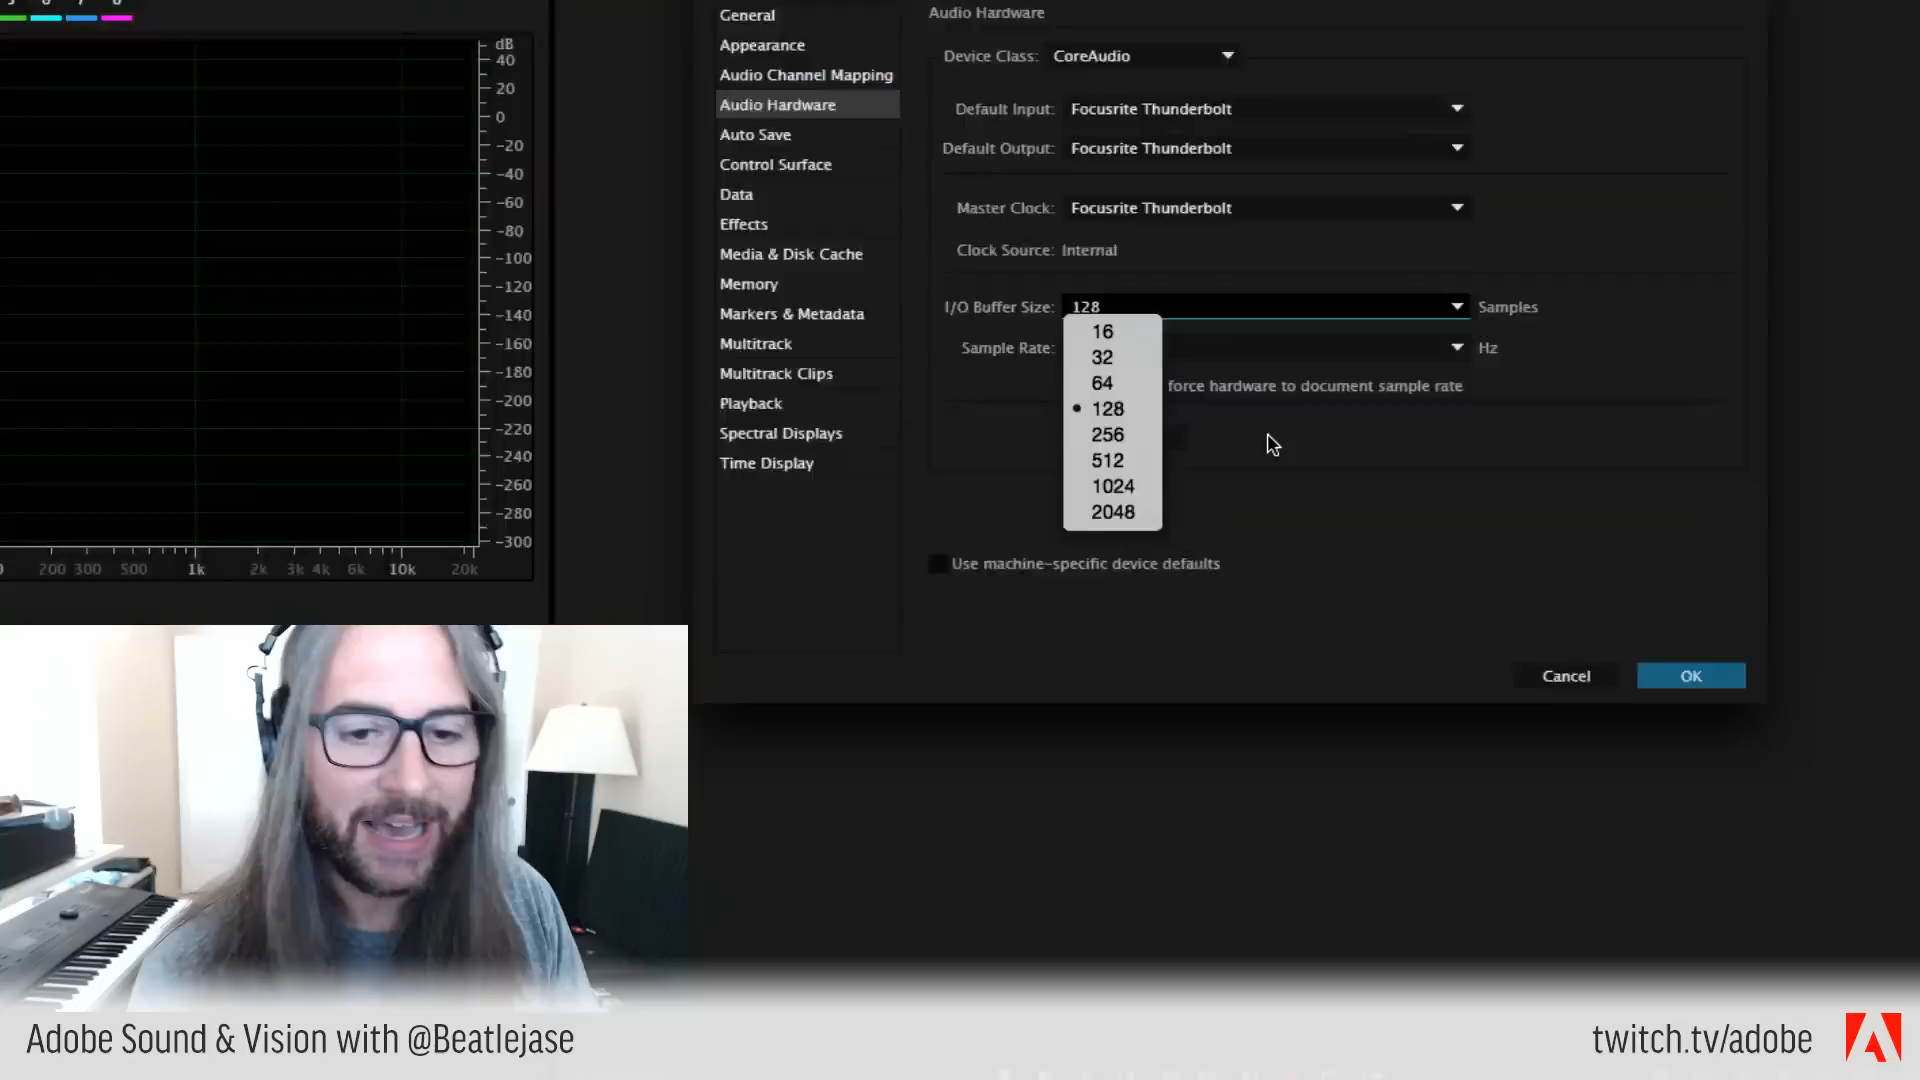 dB
40
20
0
-20
-40
-60
-80
-100
-120
-140
-160
-180
-200
-220
-240
-260
-280
-300
200 300 500 1k 2k 3k 4k 6k 10k 20k
General
Appearance
Audio Channel Mapping
Audio Hardware
Auto Save
Control Surface
Data
Effects
Media & Disk Cache
Memory
Markers & Metadata
Multitrack
Multitrack Clips
Playback
Spectral Displays
Time Display
Audio Hardware
Device Class: CoreAudio
Default Input: Focusrite Thunderbolt
Default Output: Focusrite Thunderbolt
Master Clock: Focusrite Thunderbolt
Clock Source: Internal
I/O Buffer Size: 128 Samples
Sample Rate: Hz
16
32
64
128
256
512
1024
2048
force hardware to document sample rate
Use machine-specific device defaults
Cancel OK
Adobe Sound & Vision with @Beatlejase
twitch.tv/adobe